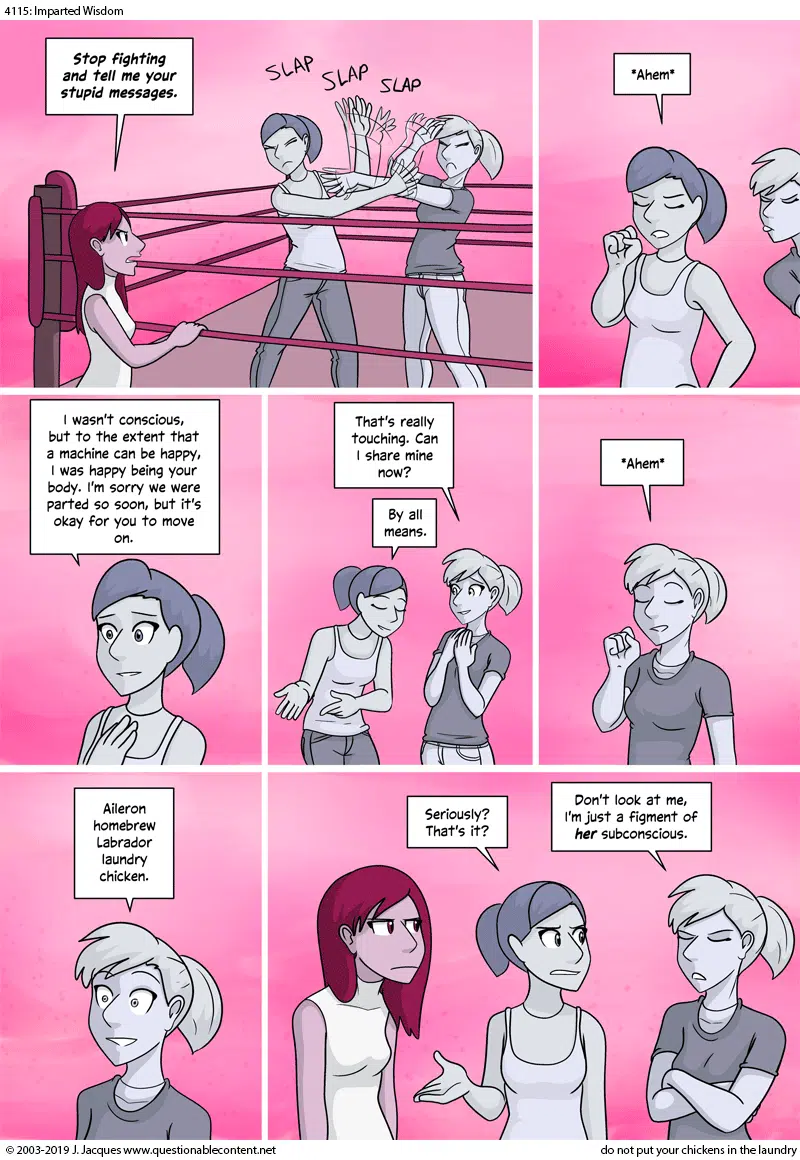 4115: Imparted Wisdom
Stop fighting
and tell me your
stupid messages.
SLAP
SLAP
SLAP
*Ahem*
I wasn't conscious,
but to the extent that
a machine can be happy,
I was happy being your
body. I'm sorry we were
parted so soon, but it's
okay for you to move
on.
That's really
touching. Can
I share mine
now?
By all
means.
*Ahem*
Aileron
homebrew
Labrador
laundry
chicken.
Seriously?
That's it?
Don't look at me,
I'm just a figment of
her subconscious.
© 2003-2019 J. Jacques www.questionablecontent.net
do not put your chickens in the laundry